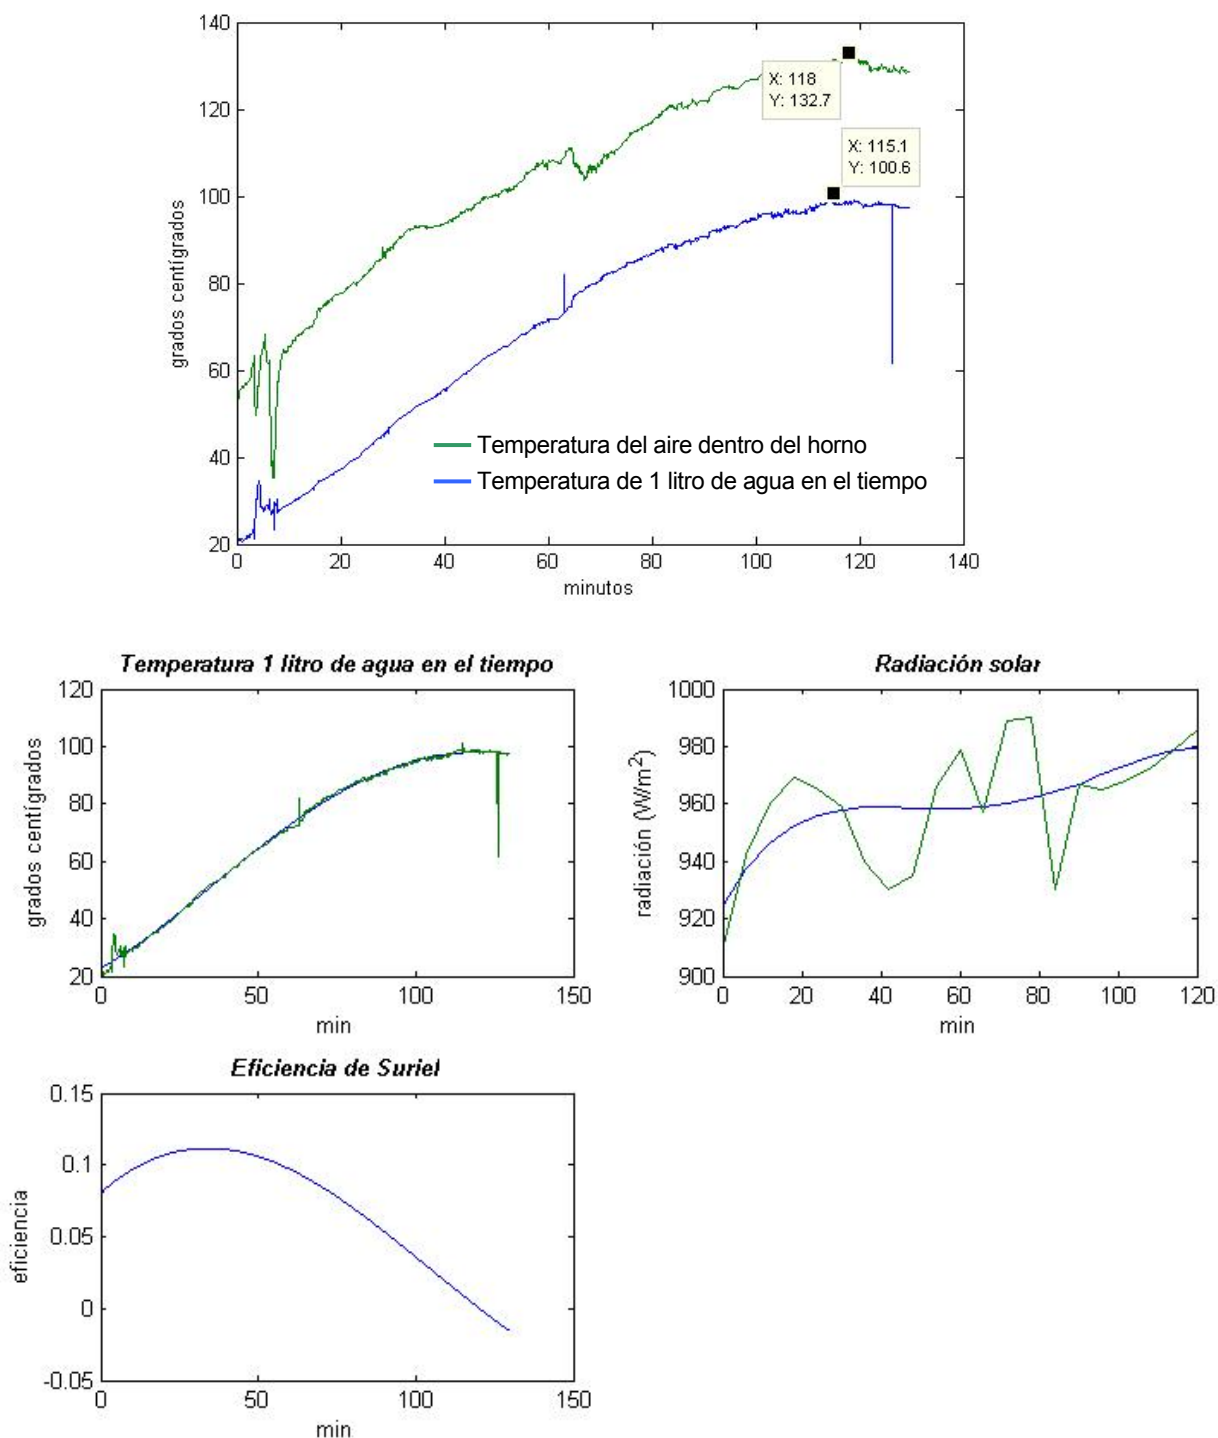 140
120
100
80
60
40
20
grados centígrados
X: 118
Y: 132.7
X: 115.1
Y: 100.6
Temperatura del aire dentro del horno
Temperatura de 1 litro de agua en el tiempo
0 20 40 60 80 100 120 140
minutos
Temperatura 1 litro de agua en el tiempo
120
100
80
60
40
20
grados centígrados
0 50 100 150
min
Radiación solar
1000
980
960
940
920
900
radiación (W/m²)
0 20 40 60 80 100 120
min
Eficiencia de Suriel
0.15
0.1
0.05
0
-0.05
eficiencia
0 50 100 150
min